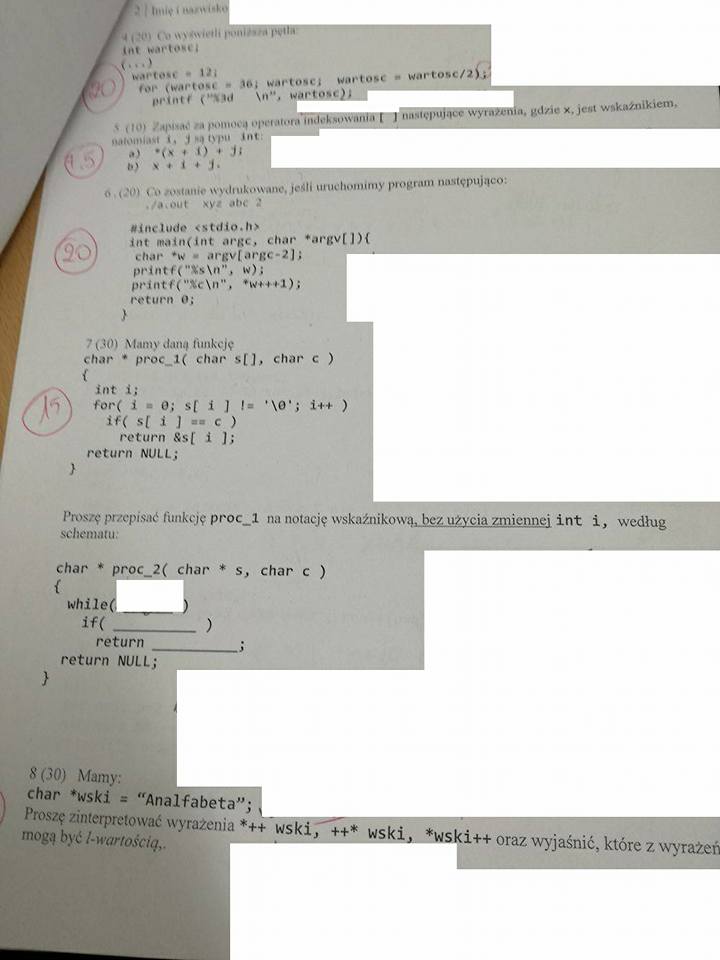 2 | Imię i nazwisko
4 (20) Co wyświetli poniższa pętla:
int wartosc;
(...)
wartosc = 12;
for (wartosc = 36; wartosc; wartosc = wartosc/2);
printf ("%3d \n", wartosc);
20
5 (10) Zapisać za pomocą operatora indeksowania [ ] następujące wyrażenia, gdzie x, jest wskaźnikiem,
natomiast i, j są typu int:
a) *(x + i) + j;
b) x + i + j.
7.5
6. (20) Co zostanie wydrukowane, jeśli uruchomimy program następująco:
./a.out xyz abc 2
#include <stdio.h>
int main(int argc, char *argv[]){
char *w = argv[argc-2];
printf("%s\n", w);
printf("%c\n", *w+++1);
return 0;
}
20
7 (30) Mamy daną funkcję
char * proc_1( char s[], char c )
{
int i;
for( i = 0; s[ i ] != '\0'; i++ )
if( s[ i ] == c )
return &s[ i ];
return NULL;
}
15
Proszę przepisać funkcję proc_1 na notację wskaźnikową, bez użycia zmiennej int i, według
schematu:
char * proc_2( char * s, char c )
{
while( )
if( __________ )
return __________;
return NULL;
}
8 (30) Mamy:
char *wski = “Analfabeta”;
Proszę zinterpretować wyrażenia *++ wski, ++* wski, *wski++ oraz wyjaśnić, które z wyrażeń
mogą być l-wartością,.